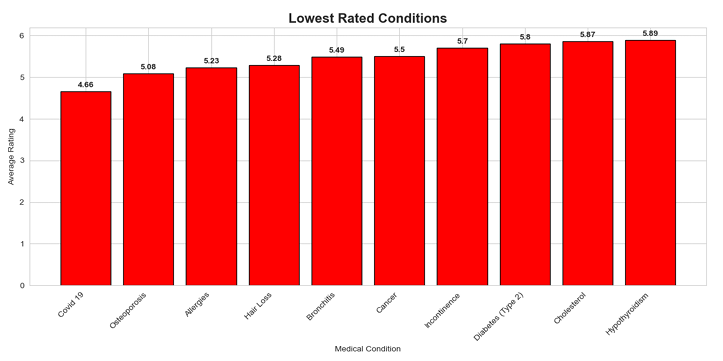 Lowest Rated Conditions
6
5
4
3
2
1
0
Average Rating
4.66
5.08
5.23
5.28
5.49
5.5
5.7
5.8
5.87
5.89
Covid 19
Osteoporosis
Allergies
Hair Loss
Bronchitis
Cancer
Incontinence
Diabetes (Type 2)
Cholesterol
Hypothyroidism
Medical Condition